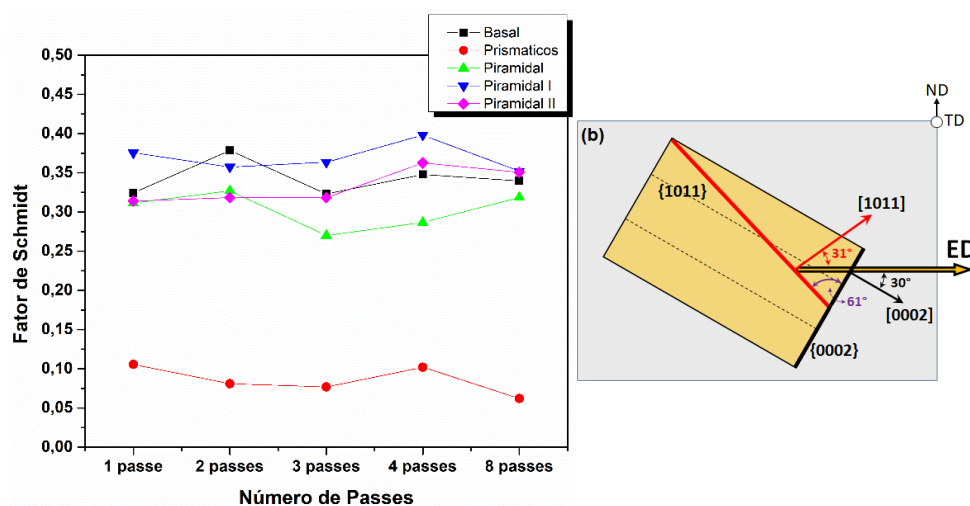 Basal
Prismaticos
Piramidal
Piramidal I
Piramidal II
0,50
0,45
0,40
0,35
0,30
0,25
0,20
0,15
0,10
0,05
0,00
Fator de Schmidt
1 passe 2 passes 3 passes 4 passes 8 passes
Número de Passes
(b)
ND
TD
{1011}
[1011]
31°
ED
30°
61°
[0002]
{0002}